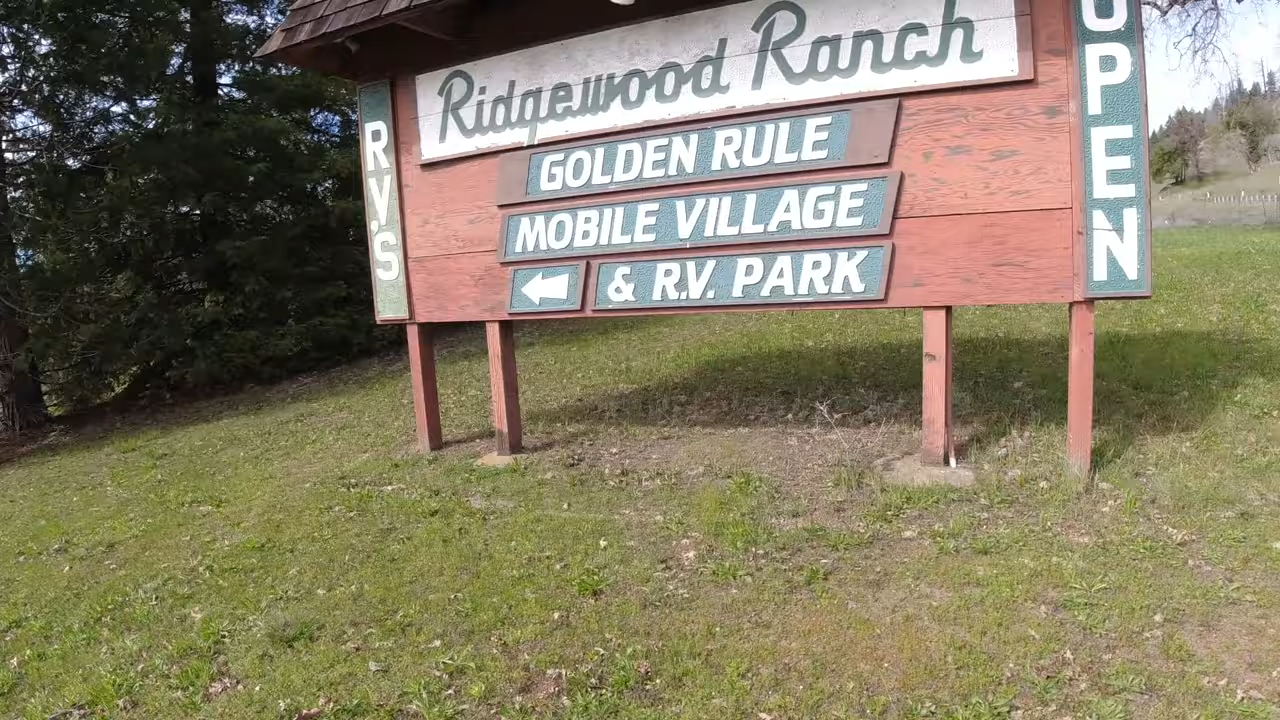 Ridgewood Ranch
GOLDEN RULE
MOBILE VILLAGE
& R.V. PARK
RV'S
OPEN